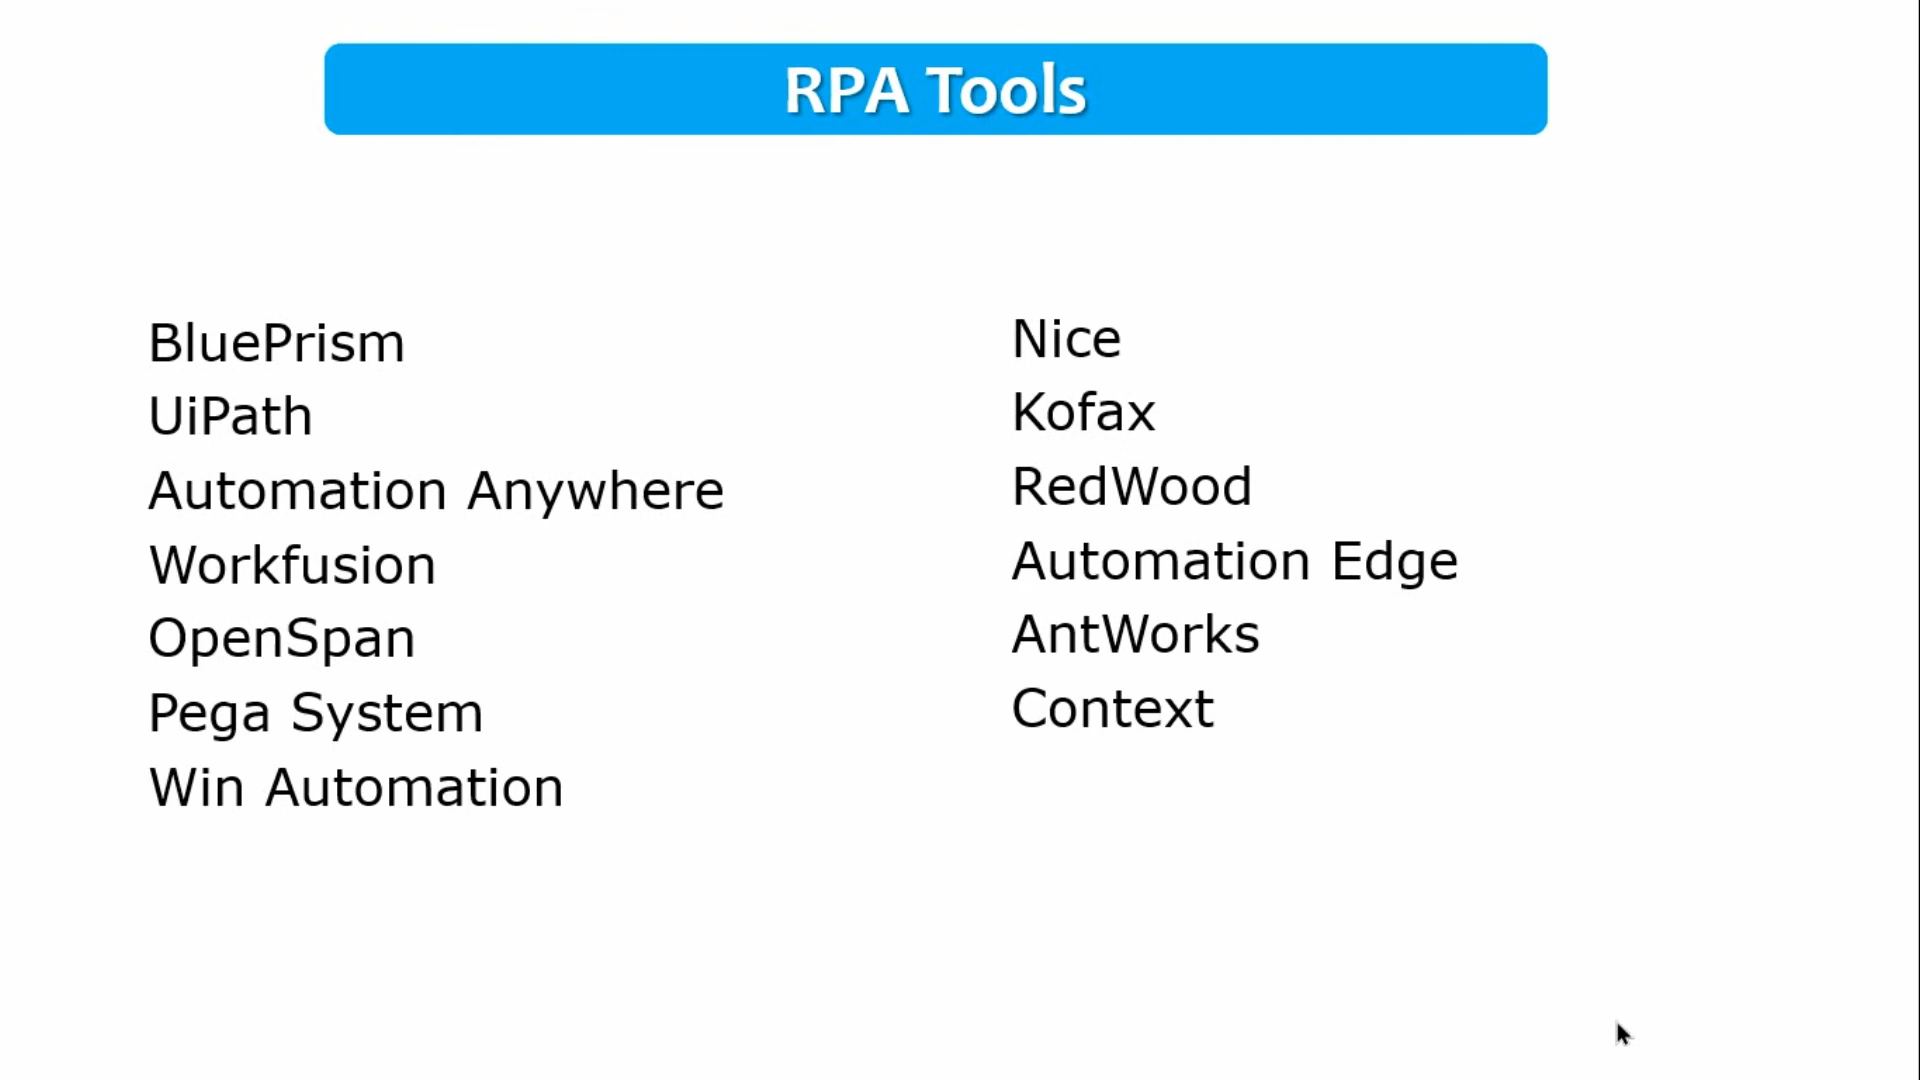 RPA Tools
BluePrism
UiPath
Automation Anywhere
Workfusion
OpenSpan
Pega System
Win Automation
Nice
Kofax
RedWood
Automation Edge
AntWorks
Context